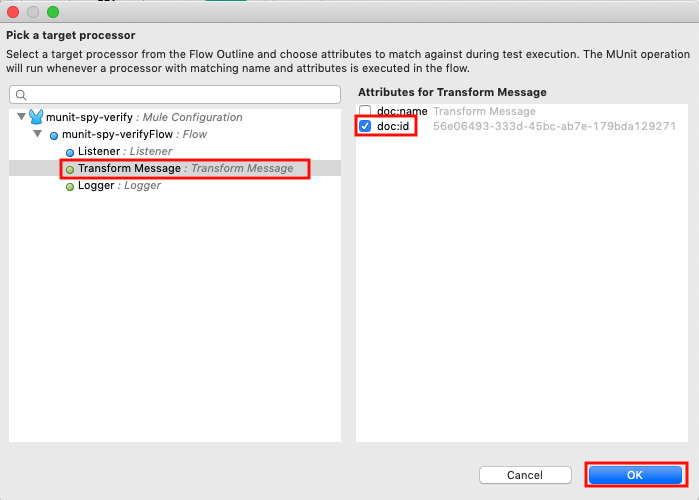 Pick a target processor
Select a target processor from the Flow Outline and choose attributes to match against during test execution. The MUnit operation
will run whenever a processor with matching name and attributes is executed in the flow.
Attributes for Transform Message
munit-spy-verify : Mule Configuration
munit-spy-verifyFlow : Flow
Listener : Listener
Transform Message : Transform Message
Logger : Logger
doc:name Transform Message
doc:id 56e06493-333d-45bc-ab7e-179bda129271
Cancel
OK